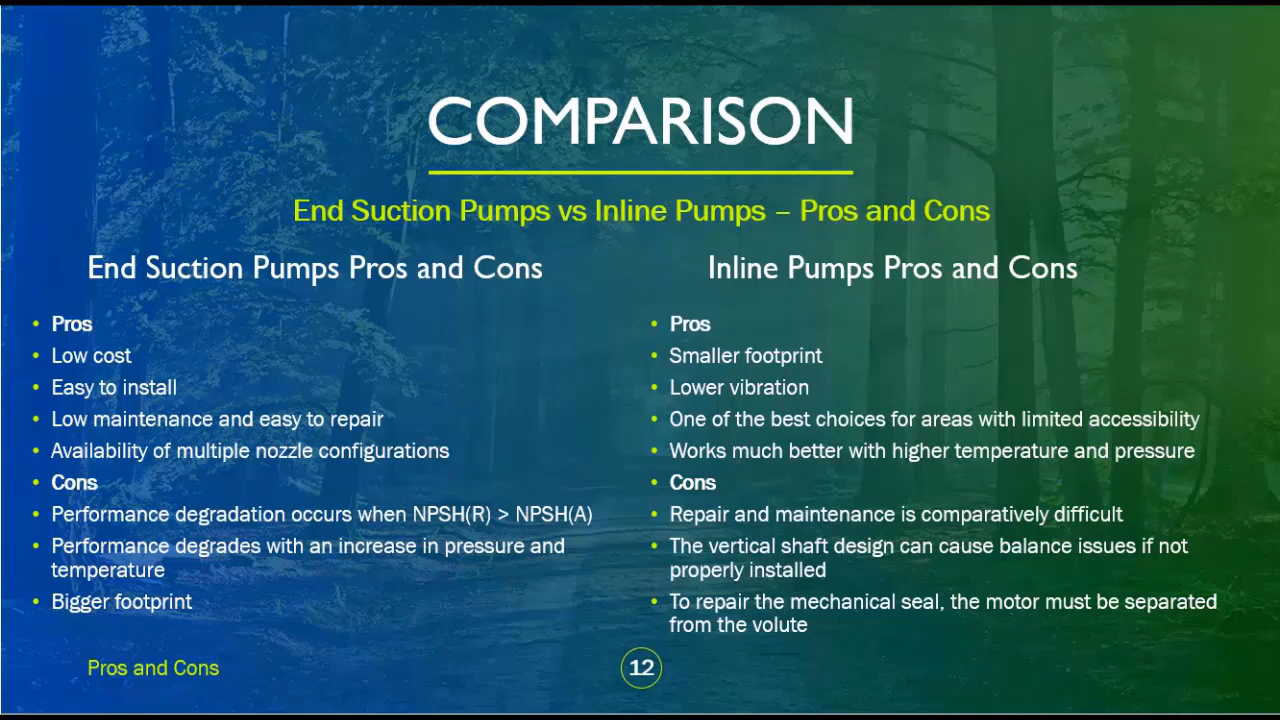 COMPARISON
End Suction Pumps vs Inline Pumps – Pros and Cons
End Suction Pumps Pros and Cons
• Pros
• Low cost
• Easy to install
• Low maintenance and easy to repair
• Availability of multiple nozzle configurations
• Cons
• Performance degradation occurs when NPSH(R) > NPSH(A)
• Performance degrades with an increase in pressure and
temperature
• Bigger footprint
Inline Pumps Pros and Cons
• Pros
• Smaller footprint
• Lower vibration
• One of the best choices for areas with limited accessibility
• Works much better with higher temperature and pressure
• Cons
• Repair and maintenance is comparatively difficult
• The vertical shaft design can cause balance issues if not
properly installed
• To repair the mechanical seal, the motor must be separated
from the volute
Pros and Cons
12